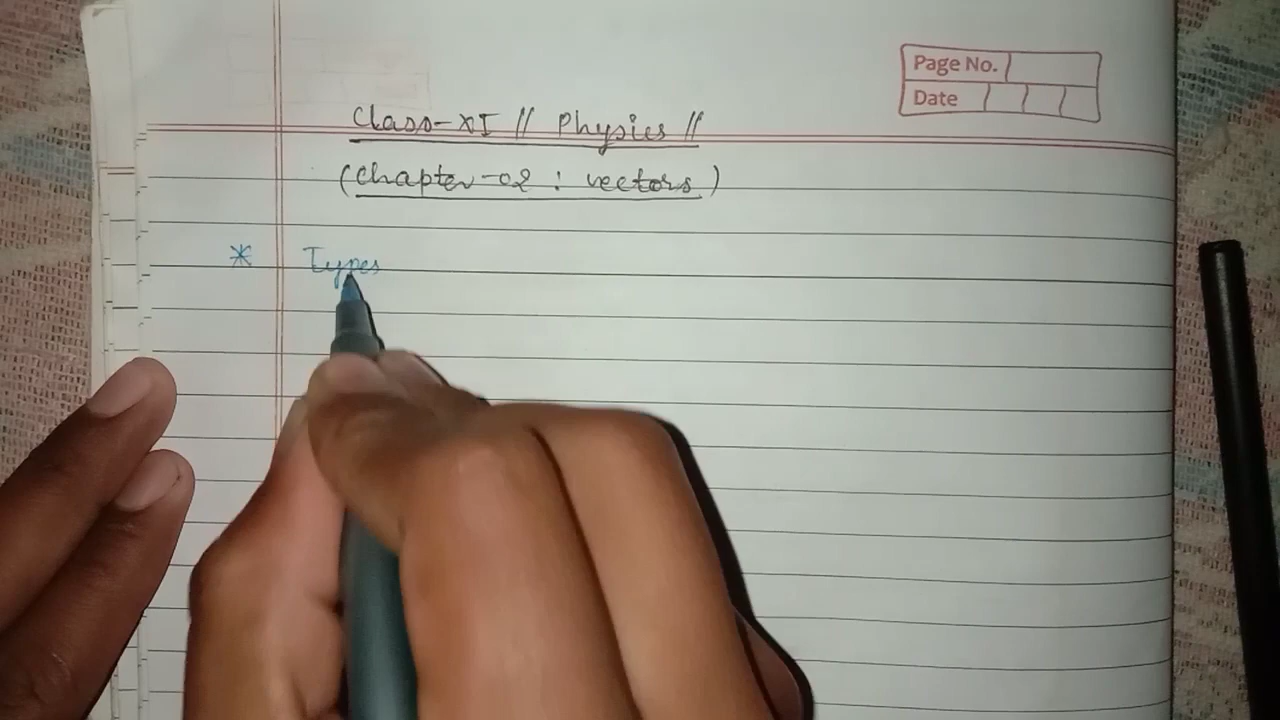 Page No.
Date
Class-XI // Physics //
(Chapter-02 : vectors)
* Types